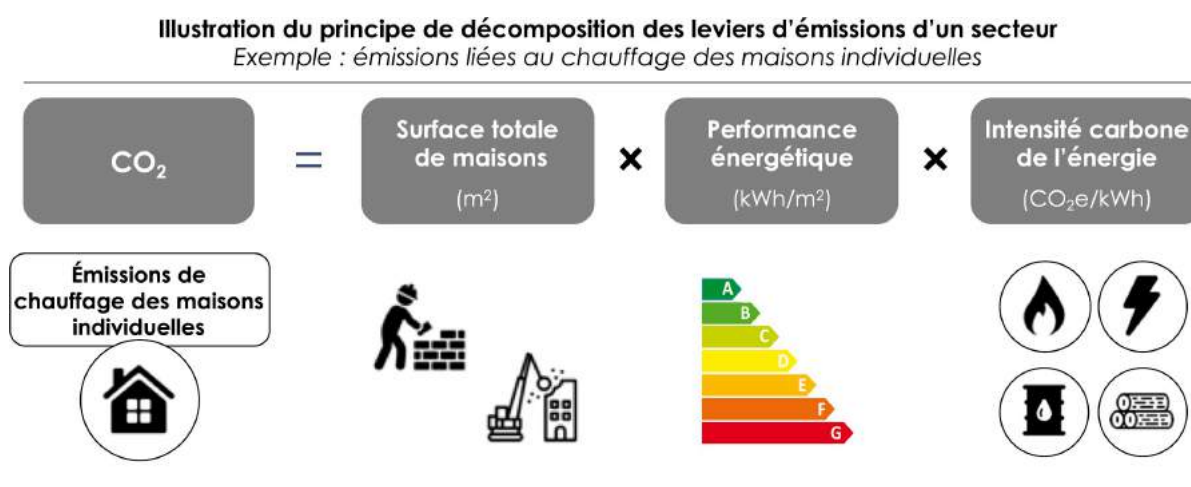 Illustration du principe de décomposition des leviers d’émissions d’un secteur
Exemple : émissions liées au chauffage des maisons individuelles
CO₂
=
Surface totale
de maisons
(m²)
×
Performance
énergétique
(kWh/m²)
×
Intensité carbone
de l’énergie
(CO₂e/kWh)
Émissions de
chauffage des maisons
individuelles
A
B
C
D
E
F
G